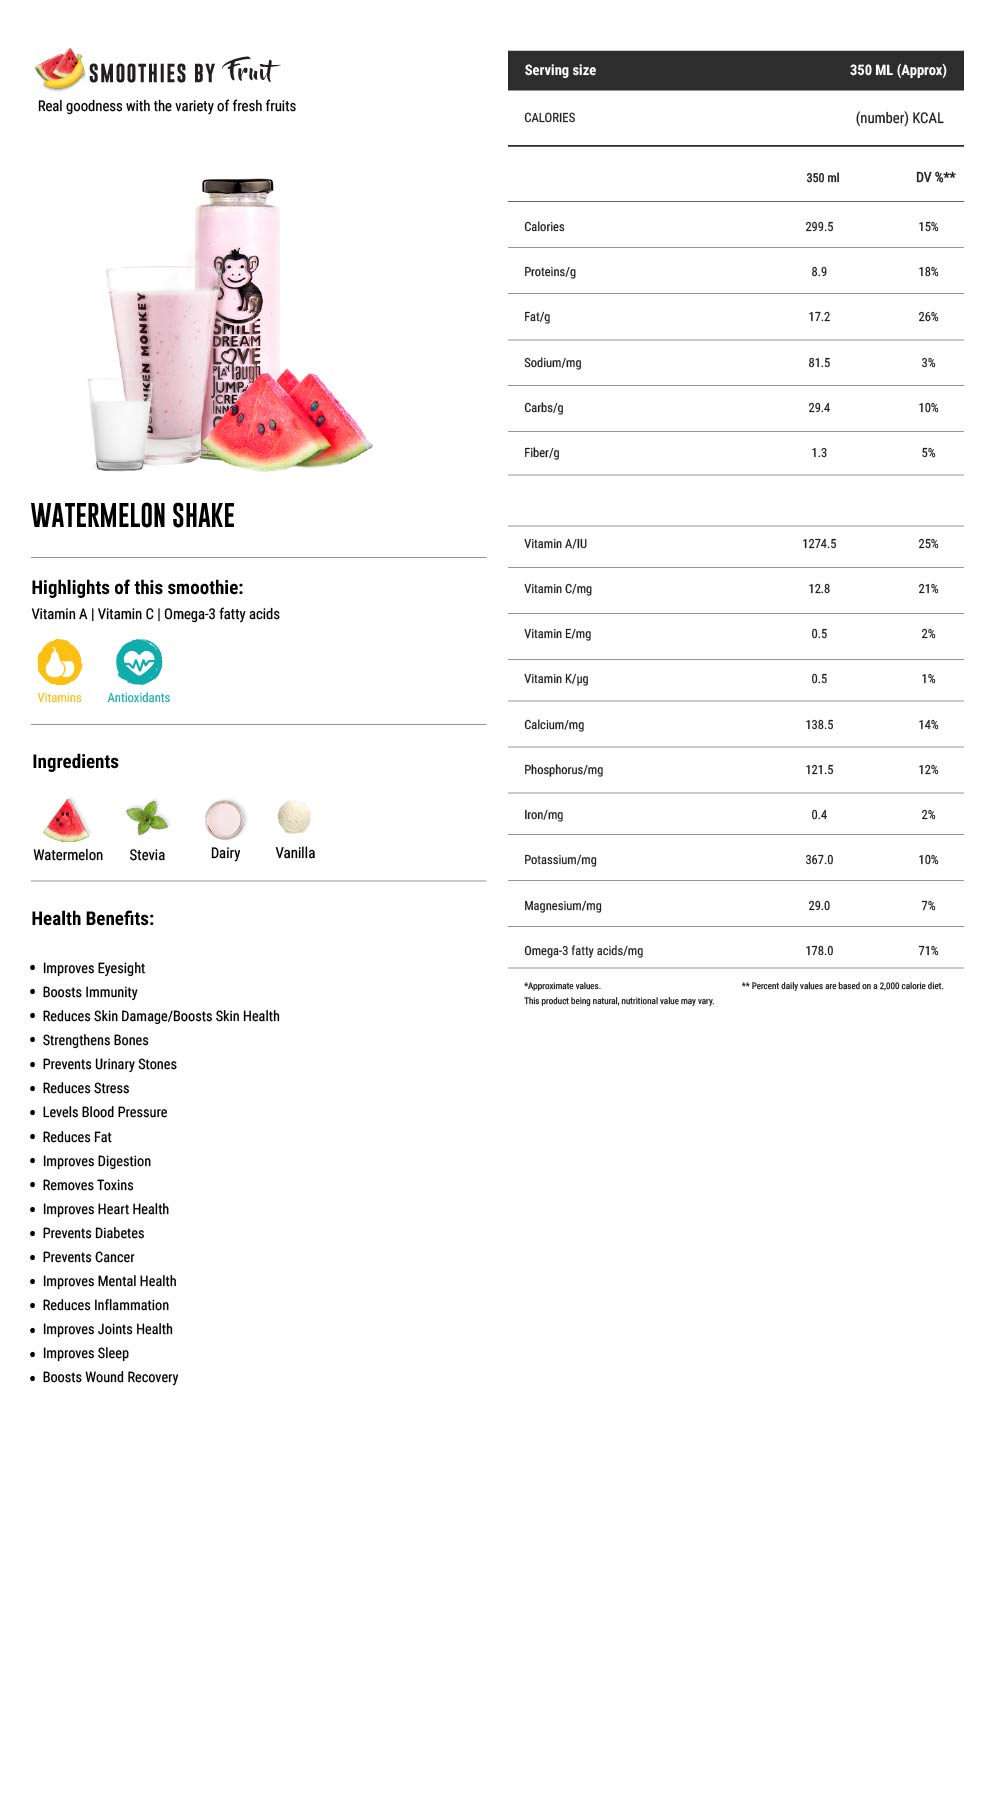 SMOOTHIES BY Fruit
Real goodness with the variety of fresh fruits
DRUNKEN MONKEY
SMILE
DREAM
LOVE
PLAY laugh
JUMP
WATERMELON SHAKE
Highlights of this smoothie:
Vitamin A | Vitamin C | Omega-3 fatty acids
Vitamins Antioxidants
Ingredients
Watermelon Stevia Dairy Vanilla
Health Benefits:
• Improves Eyesight
• Boosts Immunity
• Reduces Skin Damage/Boosts Skin Health
• Strengthens Bones
• Prevents Urinary Stones
• Reduces Stress
• Levels Blood Pressure
• Reduces Fat
• Improves Digestion
• Removes Toxins
• Improves Heart Health
• Prevents Diabetes
• Prevents Cancer
• Improves Mental Health
• Reduces Inflammation
• Improves Joints Health
• Improves Sleep
• Boosts Wound Recovery
Serving size 350 ML (Approx)
CALORIES (number) KCAL
350 ml DV %**
Calories 299.5 15%
Proteins/g 8.9 18%
Fat/g 17.2 26%
Sodium/mg 81.5 3%
Carbs/g 29.4 10%
Fiber/g 1.3 5%
Vitamin A/IU 1274.5 25%
Vitamin C/mg 12.8 21%
Vitamin E/mg 0.5 2%
Vitamin K/µg 0.5 1%
Calcium/mg 138.5 14%
Phosphorus/mg 121.5 12%
Iron/mg 0.4 2%
Potassium/mg 367.0 10%
Magnesium/mg 29.0 7%
Omega-3 fatty acids/mg 178.0 71%
*Approximate values. ** Percent daily values are based on a 2,000 calorie diet.
This product being natural, nutritional value may vary.